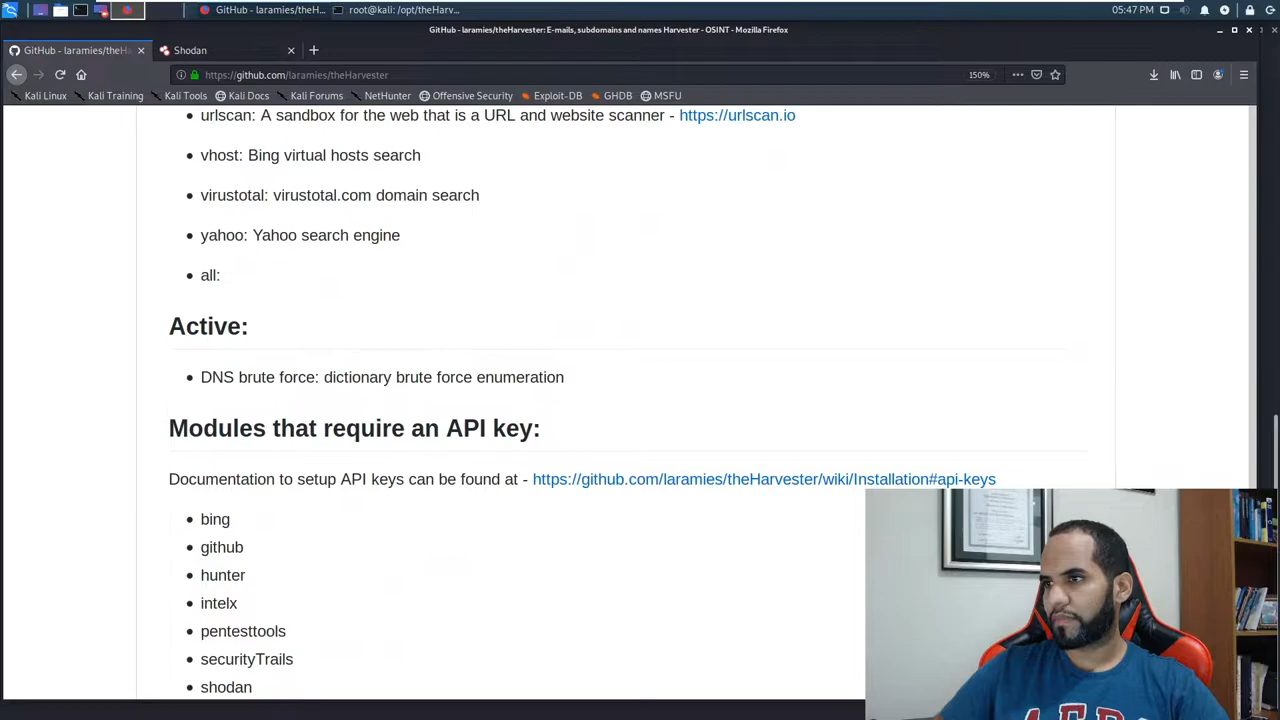 GitHub - laramies/theH...
root@kali: /opt/theHarv...
05:47 PM
GitHub - laramies/theHarvester: E-mails, subdomains and names Harvester - OSINT - Mozilla Firefox
GitHub - laramies/theHa
Shodan
https://github.com/laramies/theHarvester
150%
Kali Linux
Kali Training
Kali Tools
Kali Docs
Kali Forums
NetHunter
Offensive Security
Exploit-DB
GHDB
MSFU
urlscan: A sandbox for the web that is a URL and website scanner - https://urlscan.io
vhost: Bing virtual hosts search
virustotal: virustotal.com domain search
yahoo: Yahoo search engine
all:
Active:
DNS brute force: dictionary brute force enumeration
Modules that require an API key:
Documentation to setup API keys can be found at - https://github.com/laramies/theHarvester/wiki/Installation#api-keys
bing
github
hunter
intelx
pentesttools
securityTrails
shodan